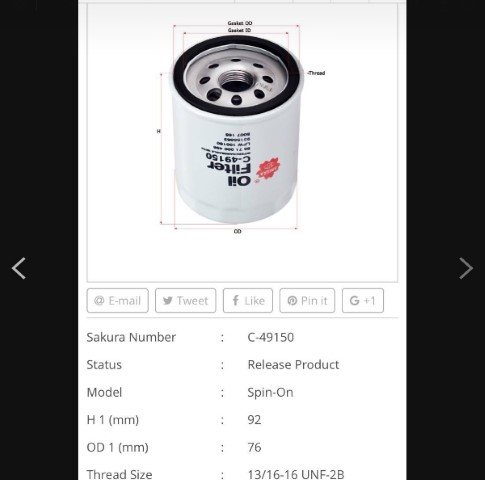 Gasket OD
Gasket ID
Thread
H
C-49150
Oil
Filter
OD
E-mail
Tweet
Like
Pin it
G +1
Sakura Number : C-49150
Status : Release Product
Model : Spin-On
H 1 (mm) : 92
OD 1 (mm) : 76
Thread Size : 13/16-16 UNF-2B